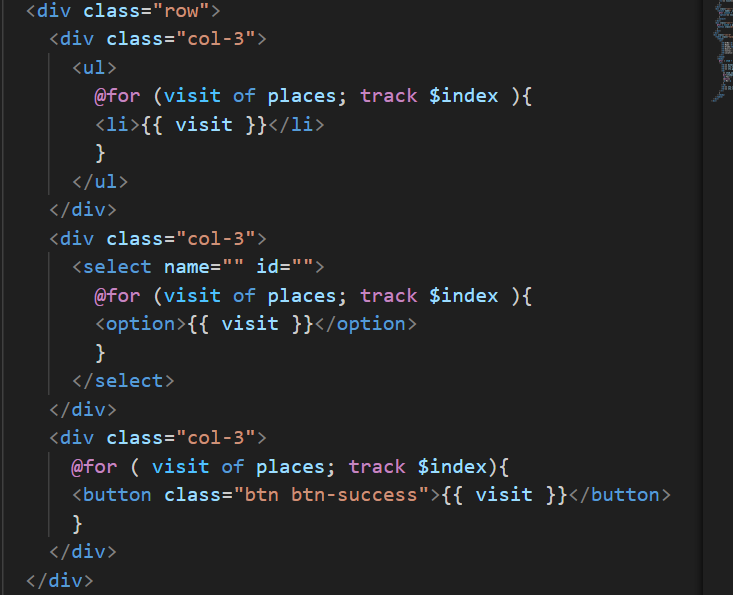 <div class="row">
<div class="col-3">
<ul>
@for (visit of places; track $index ){
<li>{{ visit }}</li>
}
</ul>
</div>
<div class="col-3">
<select name="" id="">
@for (visit of places; track $index ){
<option>{{ visit }}</option>
}
</select>
</div>
<div class="col-3">
@for ( visit of places; track $index){
<button class="btn btn-success">{{ visit }}</button>
}
</div>
</div>